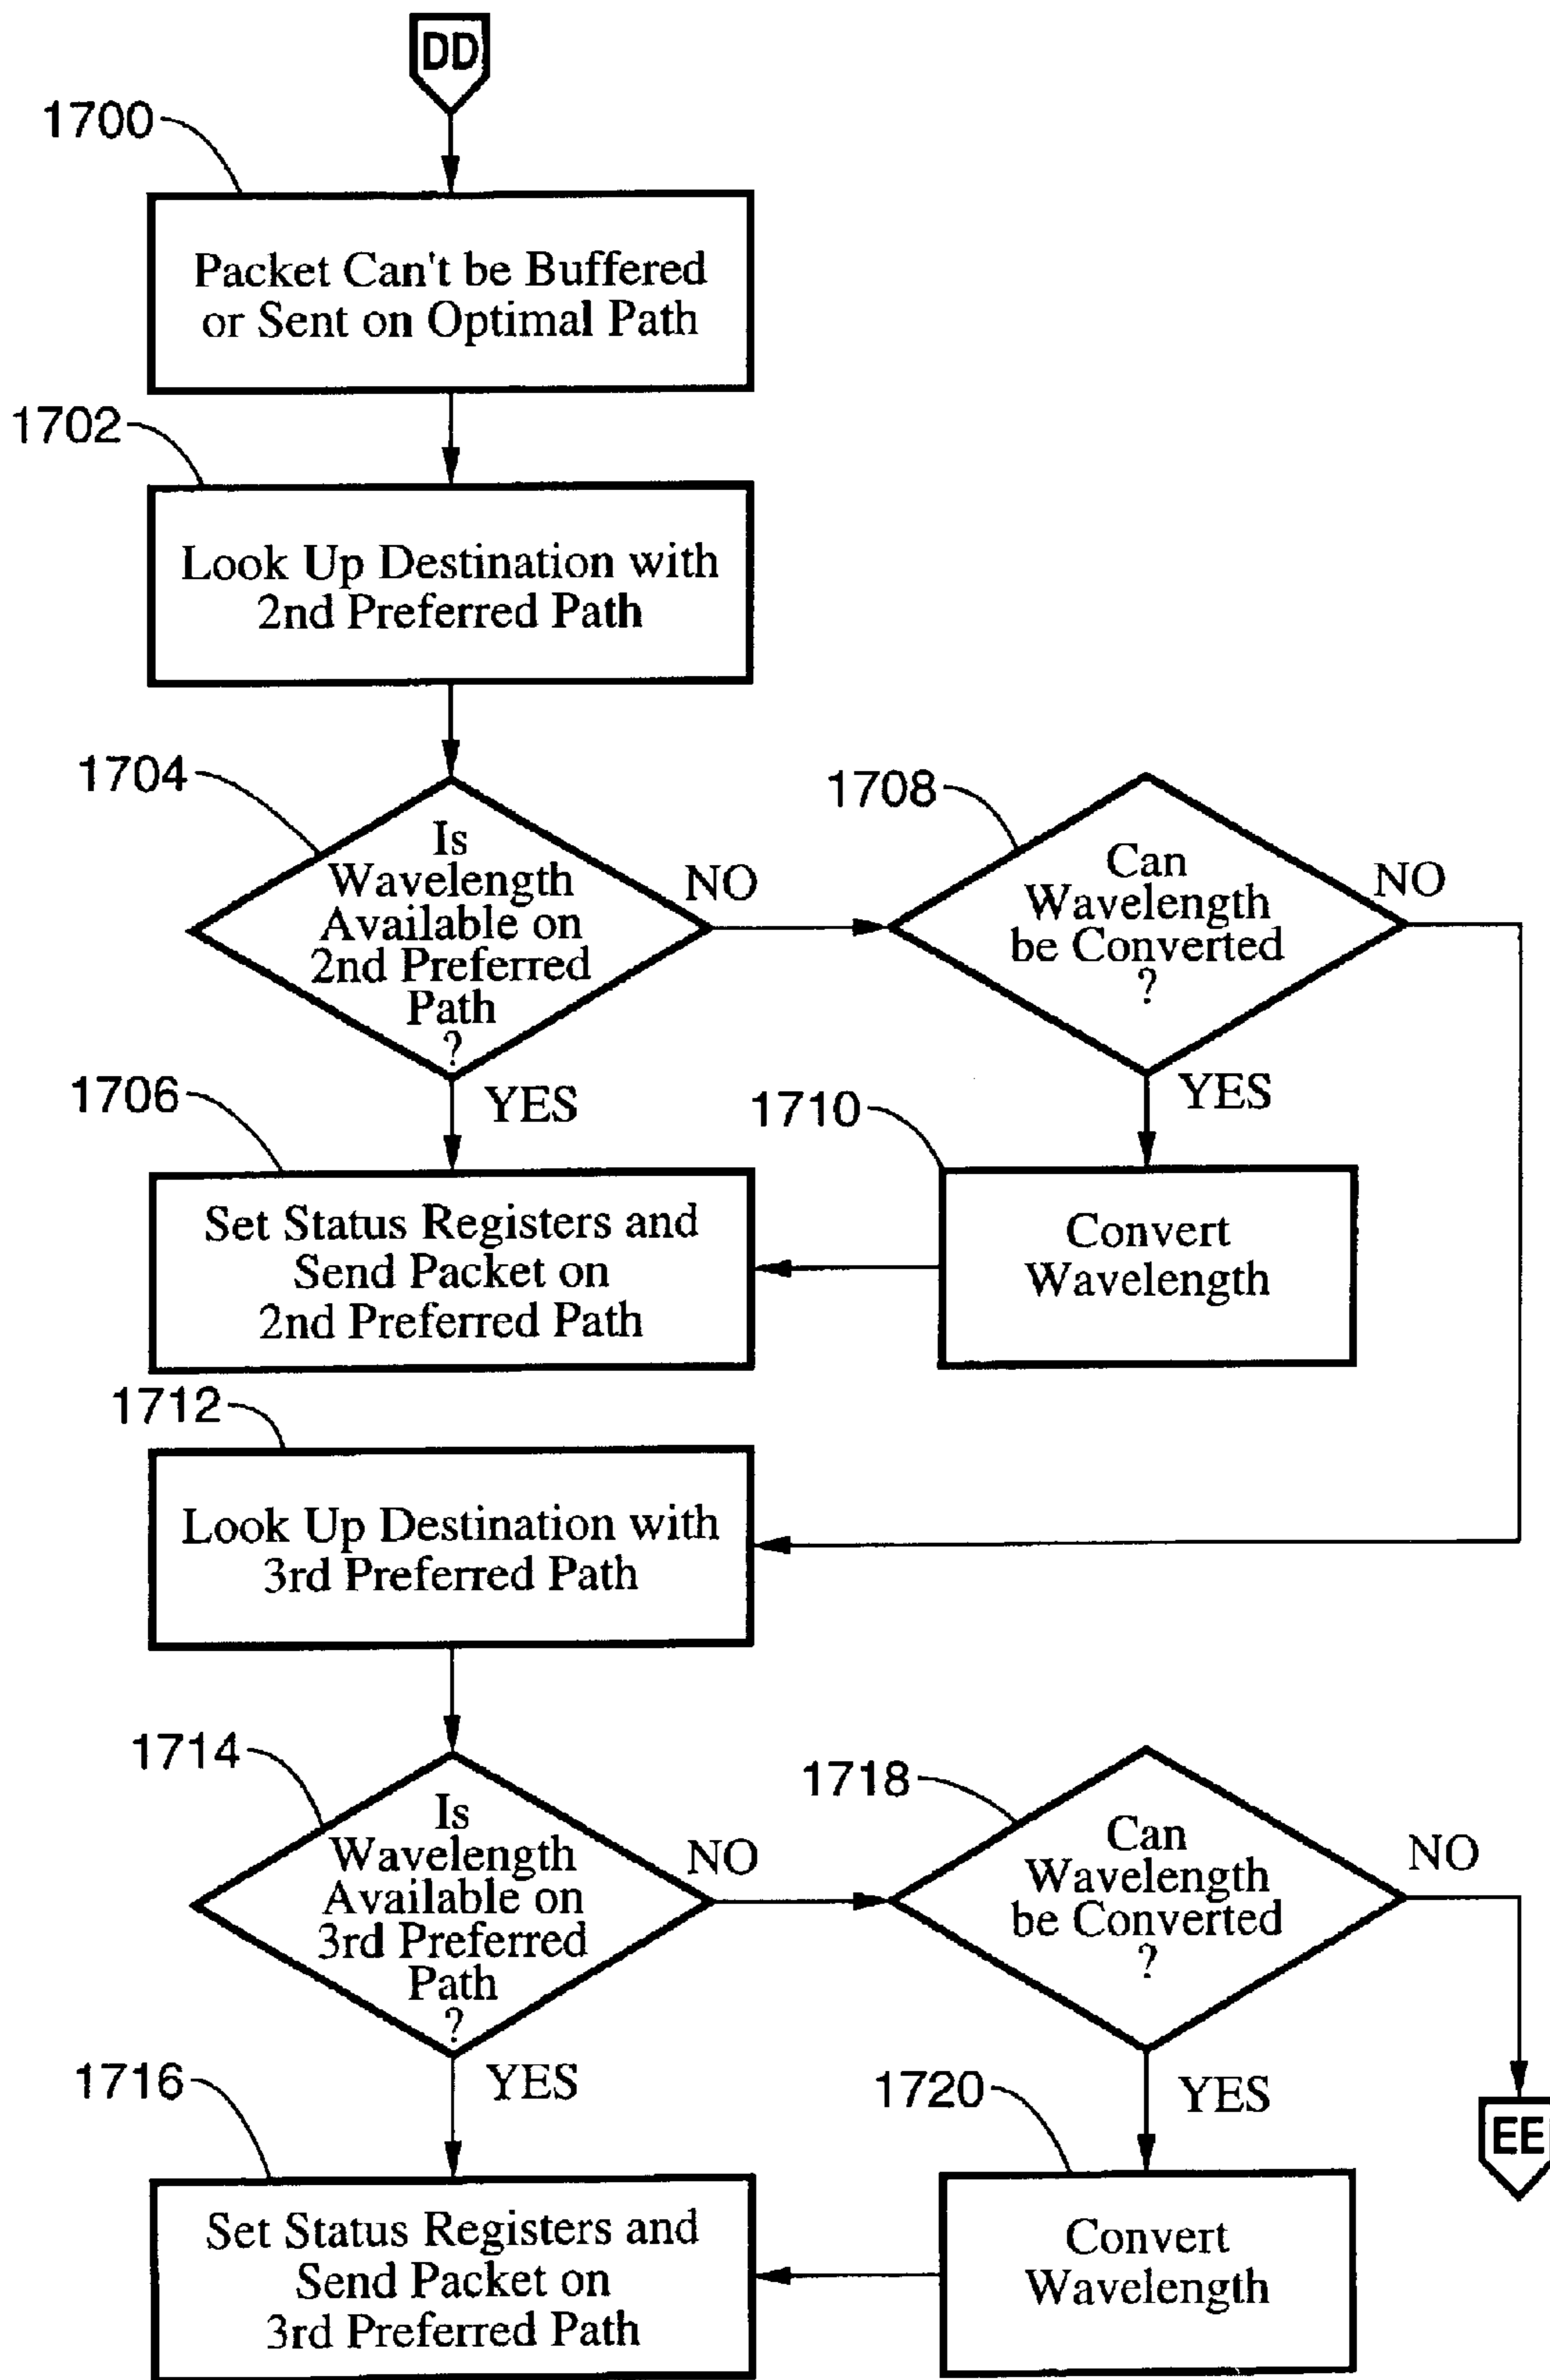 DD
1700
Packet Can't be Buffered
or Sent on Optimal Path
1702
Look Up Destination with
2nd Preferred Path
1704
Is
Wavelength
Available on
2nd Preferred
Path
?
NO
YES
1708
Can
Wavelength
be Converted
?
NO
YES
1706
Set Status Registers and
Send Packet on
2nd Preferred Path
1710
Convert
Wavelength
1712
Look Up Destination with
3rd Preferred Path
1714
Is
Wavelength
Available on
3rd Preferred
Path
?
NO
YES
1718
Can
Wavelength
be Converted
?
NO
YES
EE
1716
Set Status Registers and
Send Packet on
3rd Preferred Path
1720
Convert
Wavelength